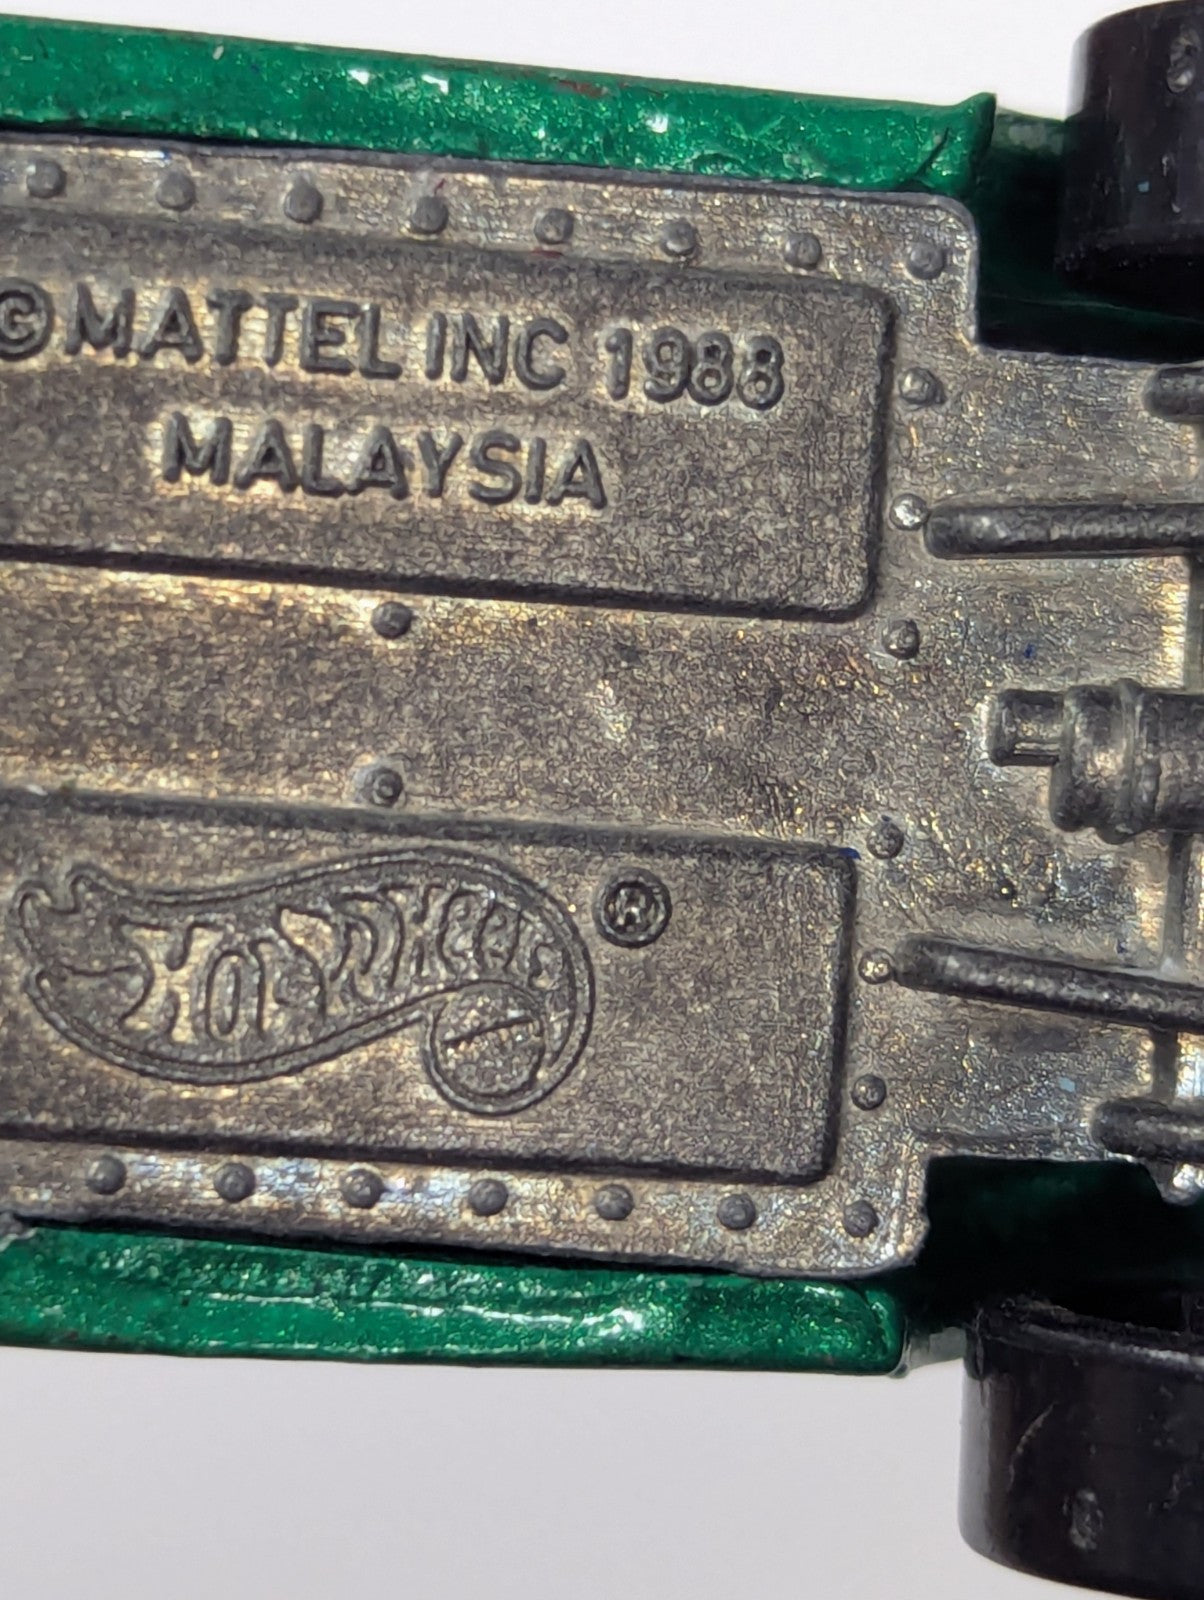 ©MATTEL INC 1988
MALAYSIA
HOT WHEELS ®